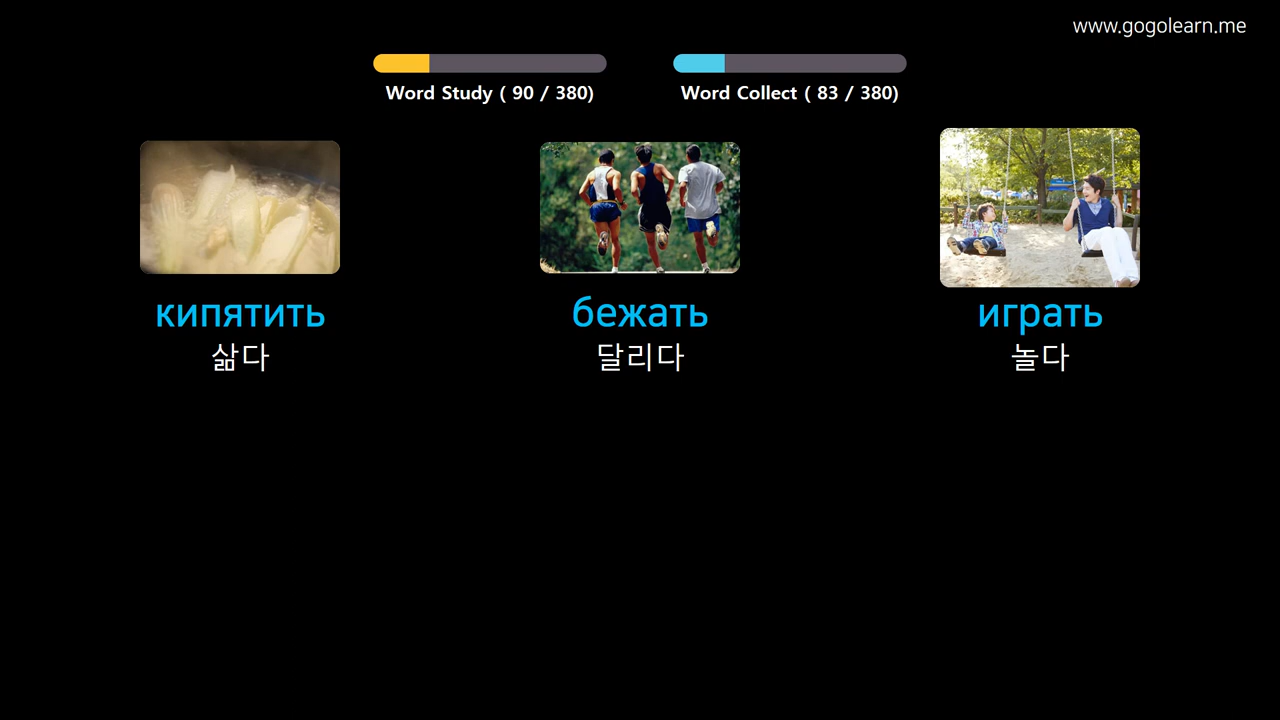 www.gogolearn.me
Word Study ( 90 / 380)
Word Collect ( 83 / 380)
кипятить
бежать
играть
삶다
달리다
놀다